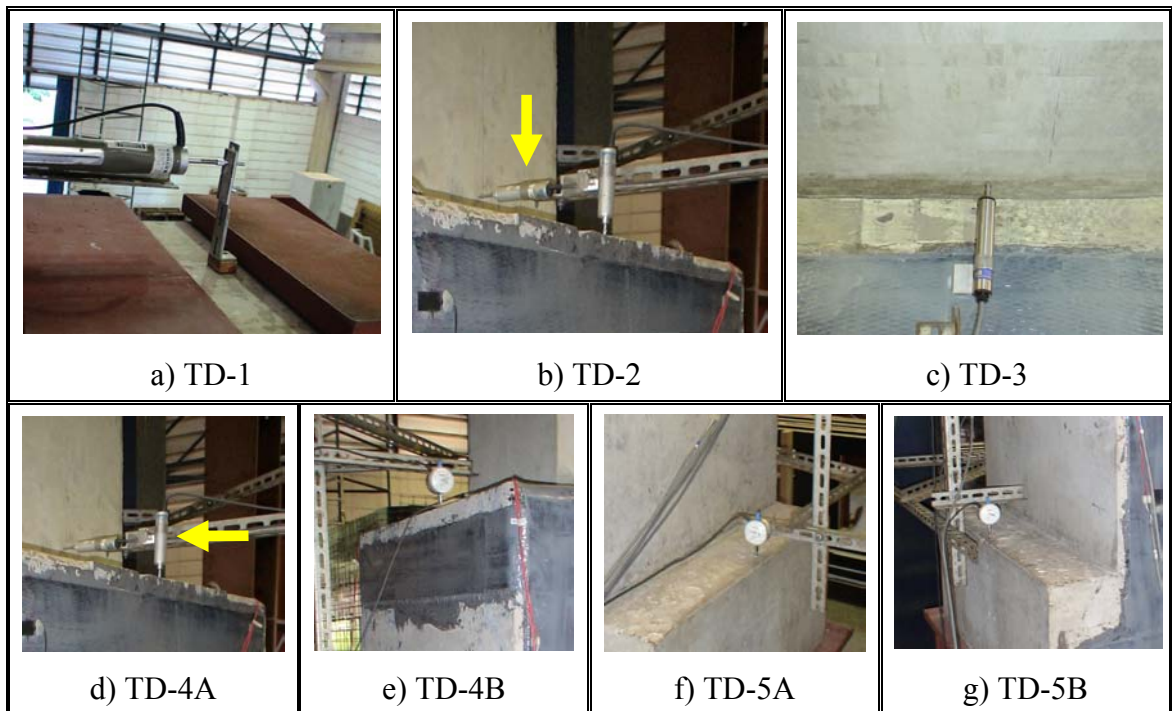 a) TD-1
b) TD-2
c) TD-3
d) TD-4A
e) TD-4B
f) TD-5A
g) TD-5B